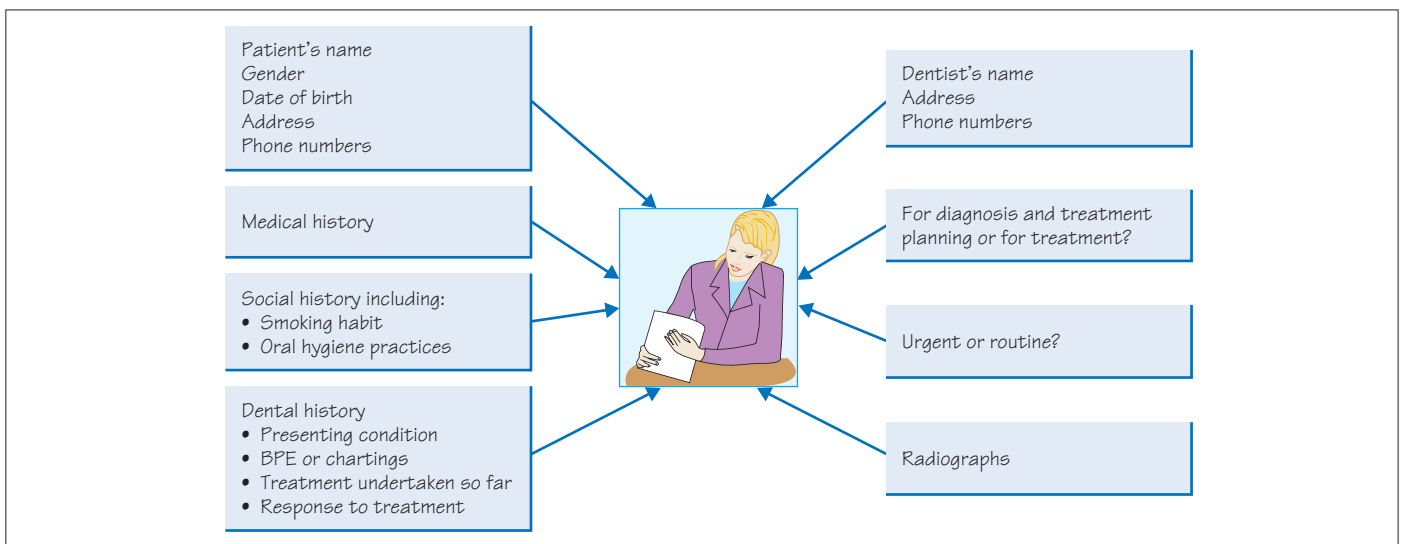 Patient's name
Gender
Date of birth
Address
Phone numbers
Medical history
Social history including:
• Smoking habit
• Oral hygiene practices
Dental history
• Presenting condition
• BPE or chartings
• Treatment undertaken so far
• Response to treatment
Dentist's name
Address
Phone numbers
For diagnosis and treatment
planning or for treatment?
Urgent or routine?
Radiographs